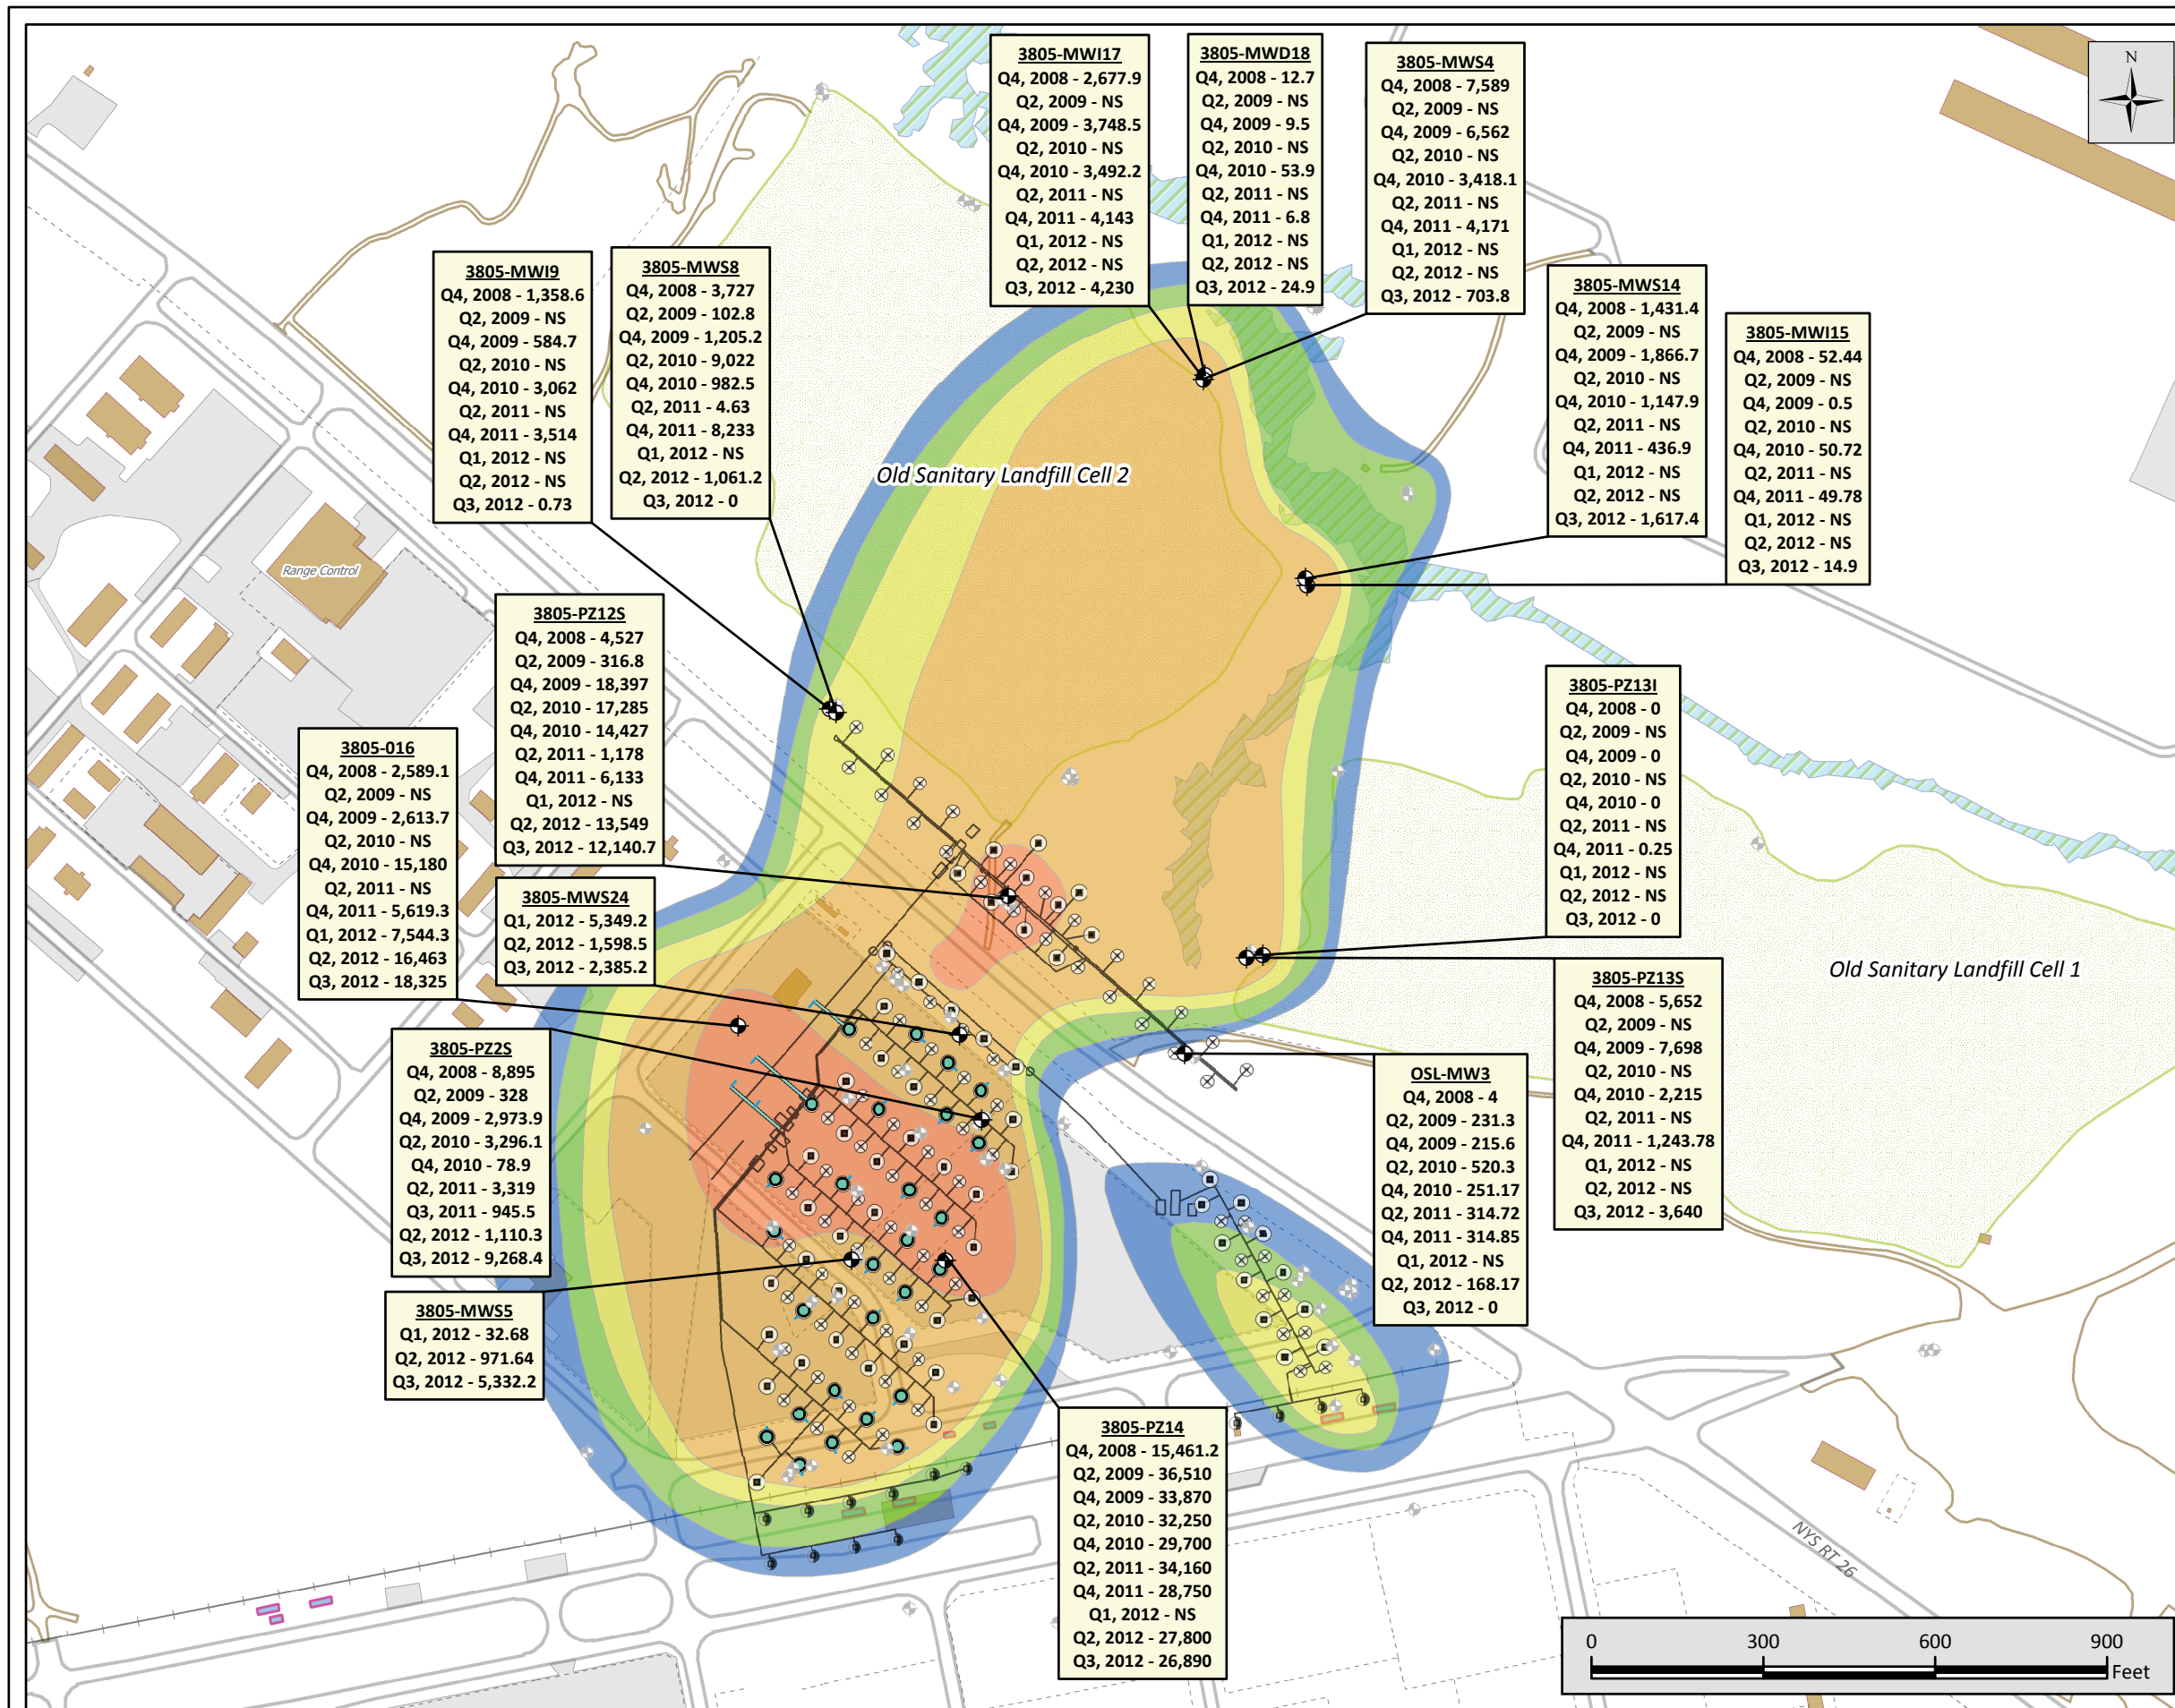 3805-MWI17
Q4, 2008 - 2,677.9
Q2, 2009 - NS
Q4, 2009 - 3,748.5
Q2, 2010 - NS
Q4, 2010 - 3,492.2
Q2, 2011 - NS
Q4, 2011 - 4,143
Q1, 2012 - NS
Q2, 2012 - NS
Q3, 2012 - 4,230
3805-MWD18
Q4, 2008 - 12.7
Q2, 2009 - NS
Q4, 2009 - 9.5
Q2, 2010 - NS
Q4, 2010 - 53.9
Q2, 2011 - NS
Q4, 2011 - 6.8
Q1, 2012 - NS
Q2, 2012 - NS
Q3, 2012 - 24.9
3805-MWS4
Q4, 2008 - 7,589
Q2, 2009 - NS
Q4, 2009 - 6,562
Q2, 2010 - NS
Q4, 2010 - 3,418.1
Q2, 2011 - NS
Q4, 2011 - 4,171
Q1, 2012 - NS
Q2, 2012 - NS
Q3, 2012 - 703.8
N
3805-MWI9
Q4, 2008 - 1,358.6
Q2, 2009 - NS
Q4, 2009 - 584.7
Q2, 2010 - NS
Q4, 2010 - 3,062
Q2, 2011 - NS
Q4, 2011 - 3,514
Q1, 2012 - NS
Q2, 2012 - NS
Q3, 2012 - 0.73
3805-MWS8
Q4, 2008 - 3,727
Q2, 2009 - 102.8
Q4, 2009 - 1,205.2
Q2, 2010 - 9,022
Q4, 2010 - 982.5
Q2, 2011 - 4.63
Q4, 2011 - 8,233
Q1, 2012 - NS
Q2, 2012 - 1,061.2
Q3, 2012 - 0
3805-MWS14
Q4, 2008 - 1,431.4
Q2, 2009 - NS
Q4, 2009 - 1,866.7
Q2, 2010 - NS
Q4, 2010 - 1,147.9
Q2, 2011 - NS
Q4, 2011 - 436.9
Q1, 2012 - NS
Q2, 2012 - NS
Q3, 2012 - 1,617.4
3805-MWI15
Q4, 2008 - 52.44
Q2, 2009 - NS
Q4, 2009 - 0.5
Q2, 2010 - NS
Q4, 2010 - 50.72
Q2, 2011 - NS
Q4, 2011 - 49.78
Q1, 2012 - NS
Q2, 2012 - NS
Q3, 2012 - 14.9
Old Sanitary Landfill Cell 2
Range Control
3805-PZ12S
Q4, 2008 - 4,527
Q2, 2009 - 316.8
Q4, 2009 - 18,397
Q2, 2010 - 17,285
Q4, 2010 - 14,427
Q2, 2011 - 1,178
Q4, 2011 - 6,133
Q1, 2012 - NS
Q2, 2012 - 13,549
Q3, 2012 - 12,140.7
3805-016
Q4, 2008 - 2,589.1
Q2, 2009 - NS
Q4, 2009 - 2,613.7
Q2, 2010 - NS
Q4, 2010 - 15,180
Q2, 2011 - NS
Q4, 2011 - 5,619.3
Q1, 2012 - 7,544.3
Q2, 2012 - 16,463
Q3, 2012 - 18,325
3805-PZ13I
Q4, 2008 - 0
Q2, 2009 - NS
Q4, 2009 - 0
Q2, 2010 - NS
Q4, 2010 - 0
Q2, 2011 - NS
Q4, 2011 - 0.25
Q1, 2012 - NS
Q2, 2012 - NS
Q3, 2012 - 0
3805-MWS24
Q1, 2012 - 5,349.2
Q2, 2012 - 1,598.5
Q3, 2012 - 2,385.2
Old Sanitary Landfill Cell 1
3805-PZ13S
Q4, 2008 - 5,652
Q2, 2009 - NS
Q4, 2009 - 7,698
Q2, 2010 - NS
Q4, 2010 - 2,215
Q2, 2011 - NS
Q4, 2011 - 1,243.78
Q1, 2012 - NS
Q2, 2012 - NS
Q3, 2012 - 3,640
3805-PZ2S
Q4, 2008 - 8,895
Q2, 2009 - 328
Q4, 2009 - 2,973.9
Q2, 2010 - 3,296.1
Q4, 2010 - 78.9
Q2, 2011 - 3,319
Q3, 2011 - 945.5
Q2, 2012 - 1,110.3
Q3, 2012 - 9,268.4
OSL-MW3
Q4, 2008 - 4
Q2, 2009 - 231.3
Q4, 2009 - 215.6
Q2, 2010 - 520.3
Q4, 2010 - 251.17
Q2, 2011 - 314.72
Q4, 2011 - 314.85
Q1, 2012 - NS
Q2, 2012 - 168.17
Q3, 2012 - 0
3805-MWS5
Q1, 2012 - 32.68
Q2, 2012 - 971.64
Q3, 2012 - 5,332.2
3805-PZ14
Q4, 2008 - 15,461.2
Q2, 2009 - 36,510
Q4, 2009 - 33,870
Q2, 2010 - 32,250
Q4, 2010 - 29,700
Q2, 2011 - 34,160
Q4, 2011 - 28,750
Q1, 2012 - NS
Q2, 2012 - 27,800
Q3, 2012 - 26,890
NYS RT 26
0 300 600 900
Feet